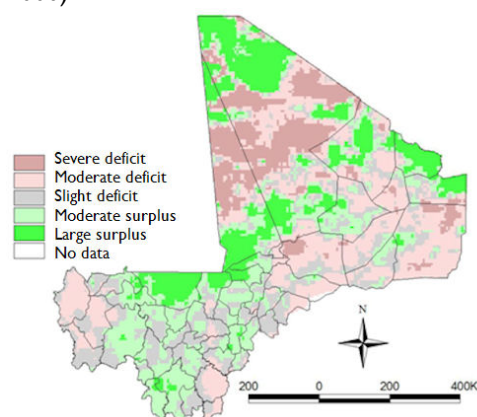 Severe deficit
Moderate deficit
Slight deficit
Moderate surplus
Large surplus
No data
N
200 0 200 400K